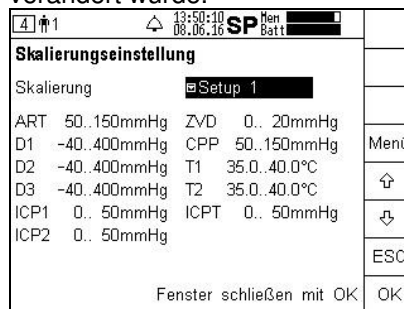 verändert wurde.
4 1 13:50:10 08.06.16 SP Mem Batt
Skalierungseinstellung
Skalierung Setup 1
ART 50..150mmHg ZVD 0.. 20mmHg
D1 -40..400mmHg CPP 50..150mmHg
D2 -40..400mmHg T1 35.0..40.0°C
D3 -40..400mmHg T2 35.0..40.0°C
ICP1 0.. 50mmHg ICPT 0.. 50mmHg
ICP2 0.. 50mmHg
Fenster schließen mit OK
Menü
ESC
OK